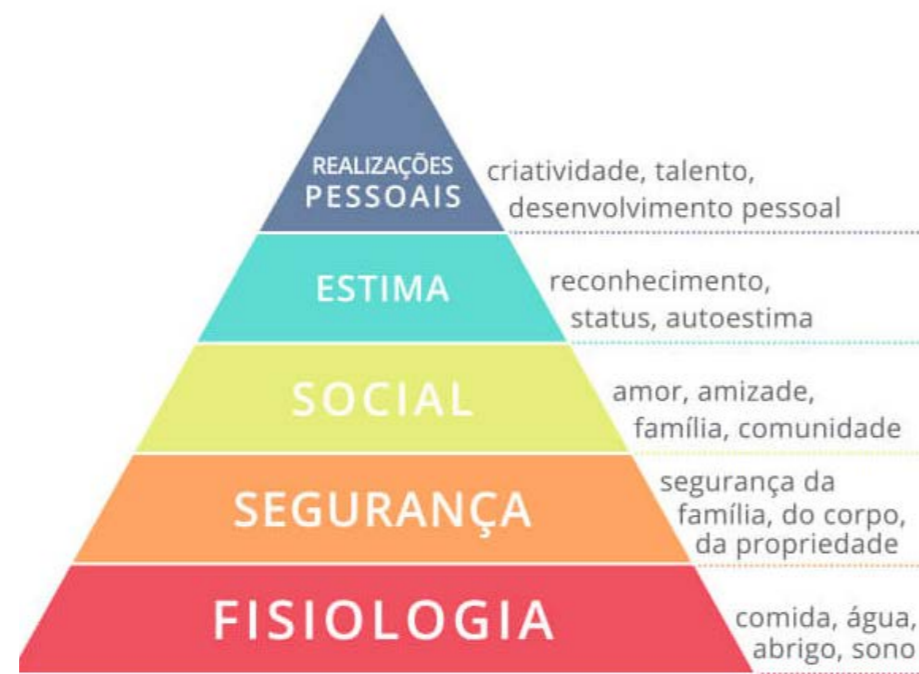 REALIZAÇÕES
PESSOAIS
criatividade, talento,
desenvolvimento pessoal
ESTIMA
reconhecimento,
status, autoestima
SOCIAL
amor, amizade,
família, comunidade
SEGURANÇA
segurança da
família, do corpo,
da propriedade
FISIOLOGIA
comida, água,
abrigo, sono